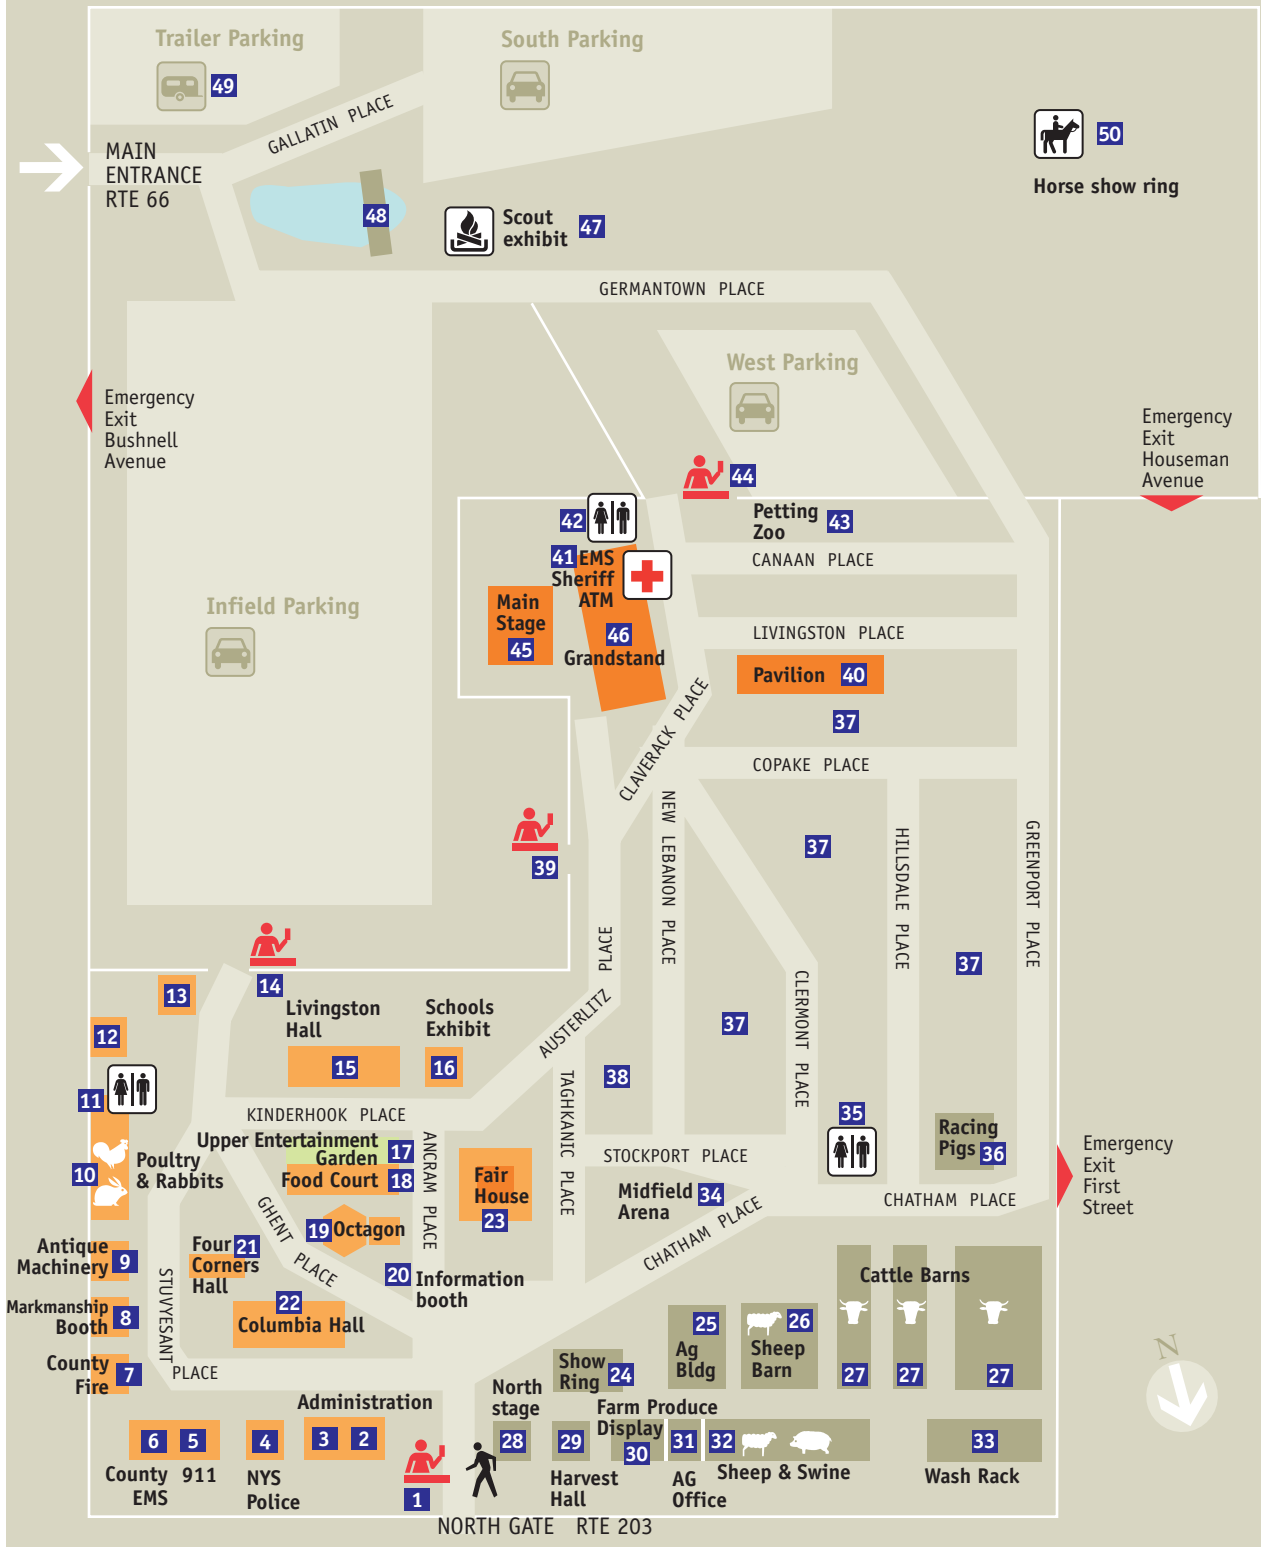 Trailer Parking
49
South Parking
GALLATIN PLACE
MAIN
ENTRANCE
RTE 66
50
Horse show ring
48
Scout
exhibit
47
GERMANTOWN PLACE
West Parking
Emergency
Exit
Bushnell
Avenue
Emergency
Exit
Houseman
Avenue
44
42
Petting
Zoo
43
41
EMS
Sheriff
ATM
CANAAN PLACE
Infield Parking
Main
Stage
45
46
Grandstand
LIVINGSTON PLACE
Pavilion 40
37
CLAVERACK PLACE
COPAKE PLACE
NEW LEBANON PLACE
37
HILLSDALE PLACE
GREENPORT PLACE
39
AUSTERLITZ PLACE
37
14
13
Livingston
Hall
15
Schools
Exhibit
16
CLERMONT PLACE
37
12
38
11
KINDERHOOK PLACE
TAGHKANIC PLACE
35
Racing
Pigs 36
Upper Entertainment
Garden
17
ANCRAM PLACE
STOCKPORT PLACE
Emergency
Exit
First
Street
10
Poultry
& Rabbits
Food Court 18
Fair
House
23
Midfield
Arena
34
CHATHAM PLACE
CHATHAM PLACE
GHENT PLACE
19 Octagon
Antique
Machinery
9
Four
Corners
Hall
21
20
Information
booth
Cattle Barns
STUVYESANT PLACE
Markmanship
Booth
8
22
Columbia Hall
25
Ag
Bldg
26
Sheep
Barn
27
27
27
County
Fire
7
Show
Ring 24
N
Administration
North
stage
28
Farm Produce
Display
30
6
5
4
3
2
29
31
32
33
County
EMS
911
NYS
Police
1
Harvest
Hall
AG
Office
Sheep & Swine
Wash Rack
NORTH GATE RTE 203